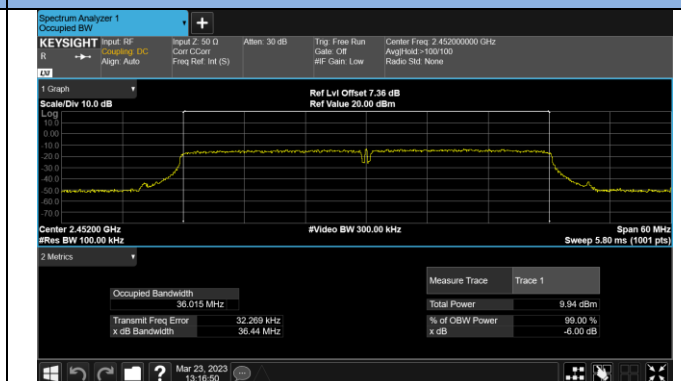 Spectrum Analyzer 1
Occupied BW
+
KEYSIGHT Input: RF Input Z: 50 Ω Atten: 30 dB Trig: Free Run Center Freq: 2.452000000 GHz
R Coupling: DC Corr CCorr Gate: Off Avg|Hold:>100/100
Align: Auto Freq Ref: Int (S) #IF Gain: Low Radio Std: None
LXI
1 Graph Ref Lvl Offset 7.36 dB
Scale/Div 10.0 dB Ref Value 20.00 dBm
Log
10.0
0.00
-10.0
-20.0
-30.0
-40.0
-50.0
-60.0
-70.0
Center 2.45200 GHz #Video BW 300.00 kHz Span 60 MHz
#Res BW 100.00 kHz Sweep 5.80 ms (1001 pts)
2 Metrics
Measure Trace Trace 1
Occupied Bandwidth
36.015 MHz Total Power 9.94 dBm
Transmit Freq Error 32.269 kHz % of OBW Power 99.00 %
x dB Bandwidth 36.44 MHz x dB -6.00 dB
? Mar 23, 2023
13:16:50